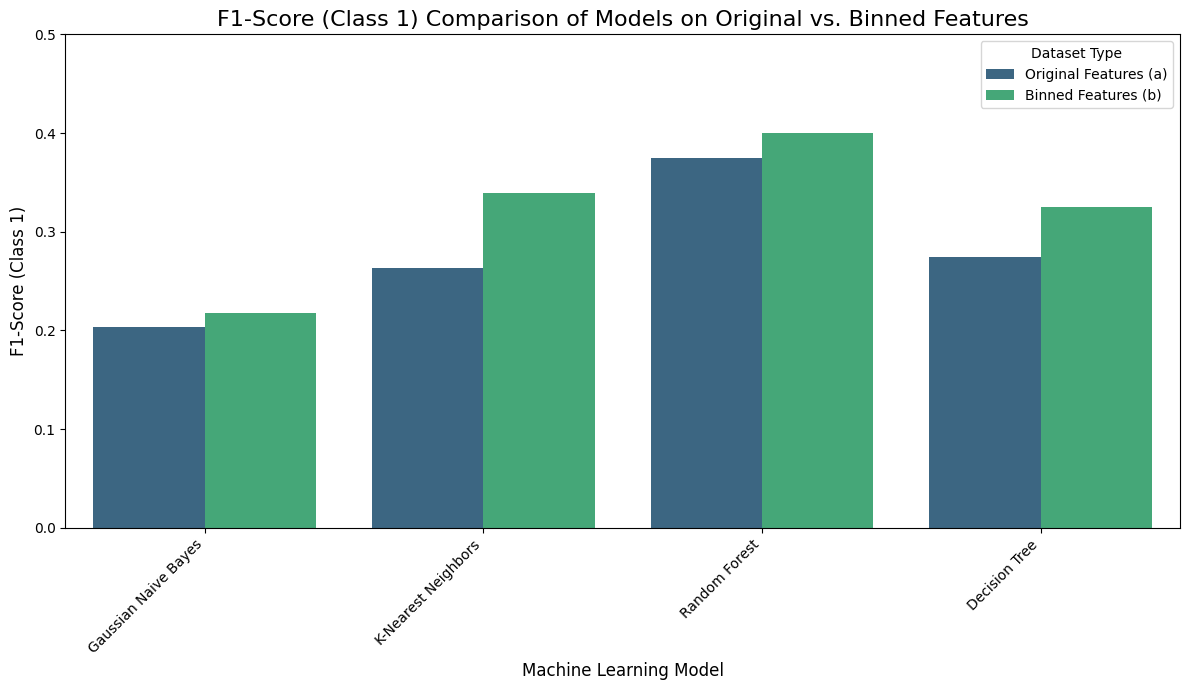 F1-Score (Class 1) Comparison of Models on Original vs. Binned Features
Dataset Type
Original Features (a)
Binned Features (b)
F1-Score (Class 1)
0.5
0.4
0.3
0.2
0.1
0.0
Gaussian Naive Bayes
K-Nearest Neighbors
Random Forest
Decision Tree
Machine Learning Model